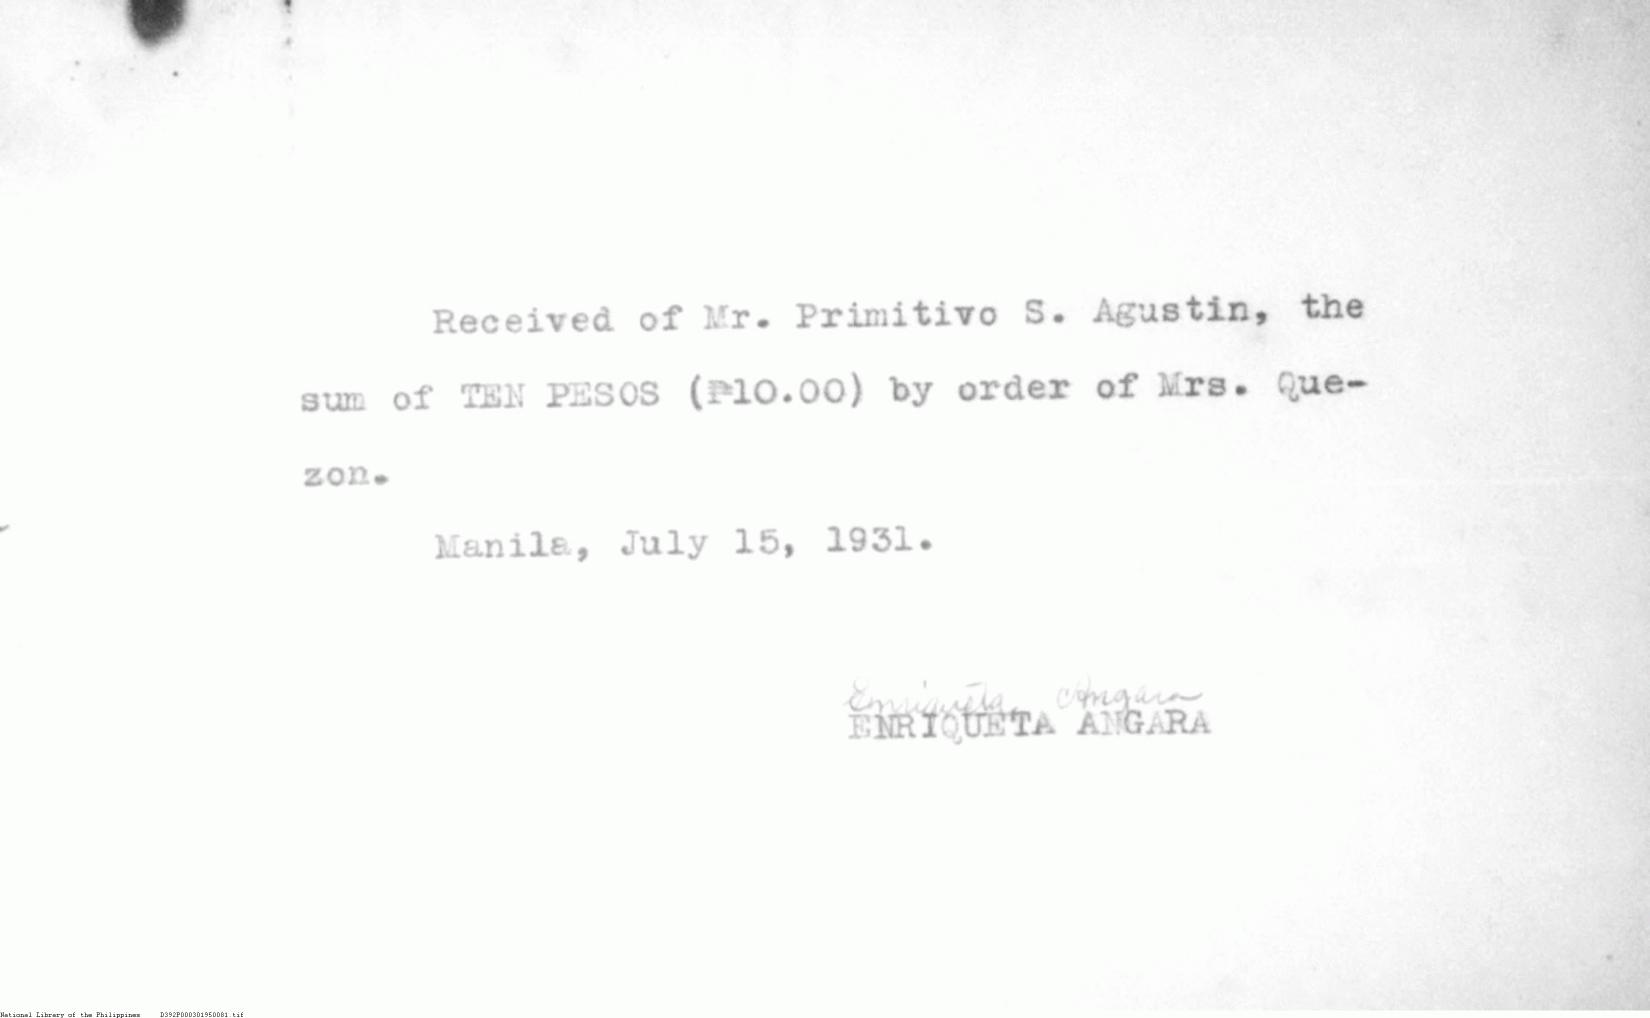 Received of Mr. Primitivo S. Agustin, the
sum of TEN PESOS (₱10.00) by order of Mrs. Que-
zon.
Manila, July 15, 1931.
Enriqueta Angara
ENRIQUETA ANGARA
National Library of the Philippines D392P000301950081.tif